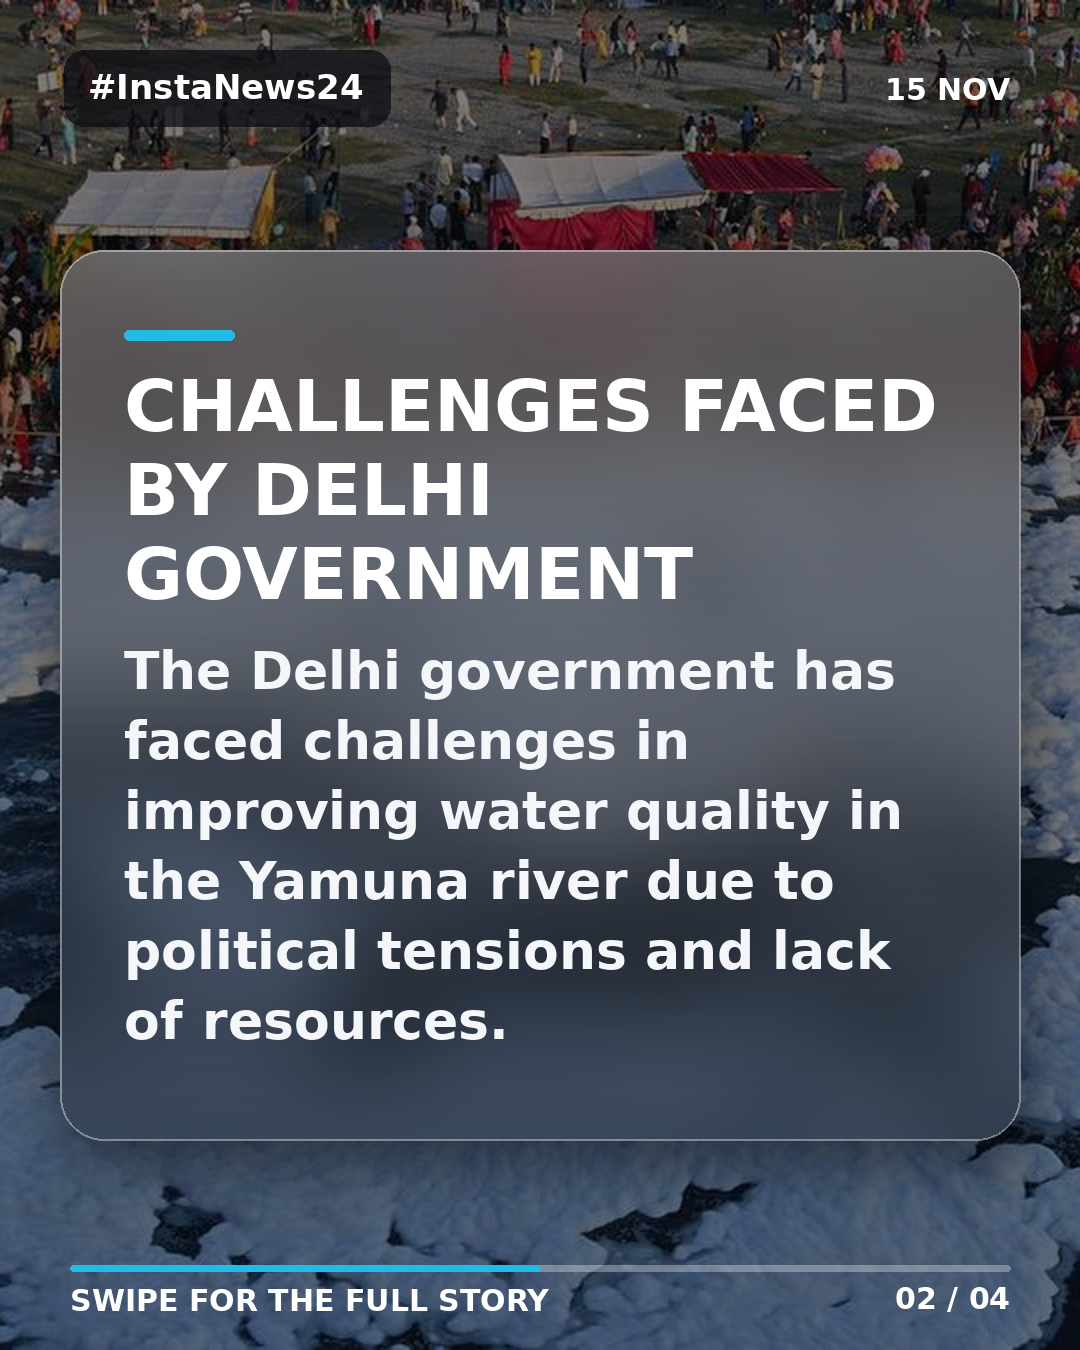 #InstaNews24
15 NOV
CHALLENGES FACED
BY DELHI
GOVERNMENT
The Delhi government has
faced challenges in
improving water quality in
the Yamuna river due to
political tensions and lack
of resources.
SWIPE FOR THE FULL STORY
02 / 04